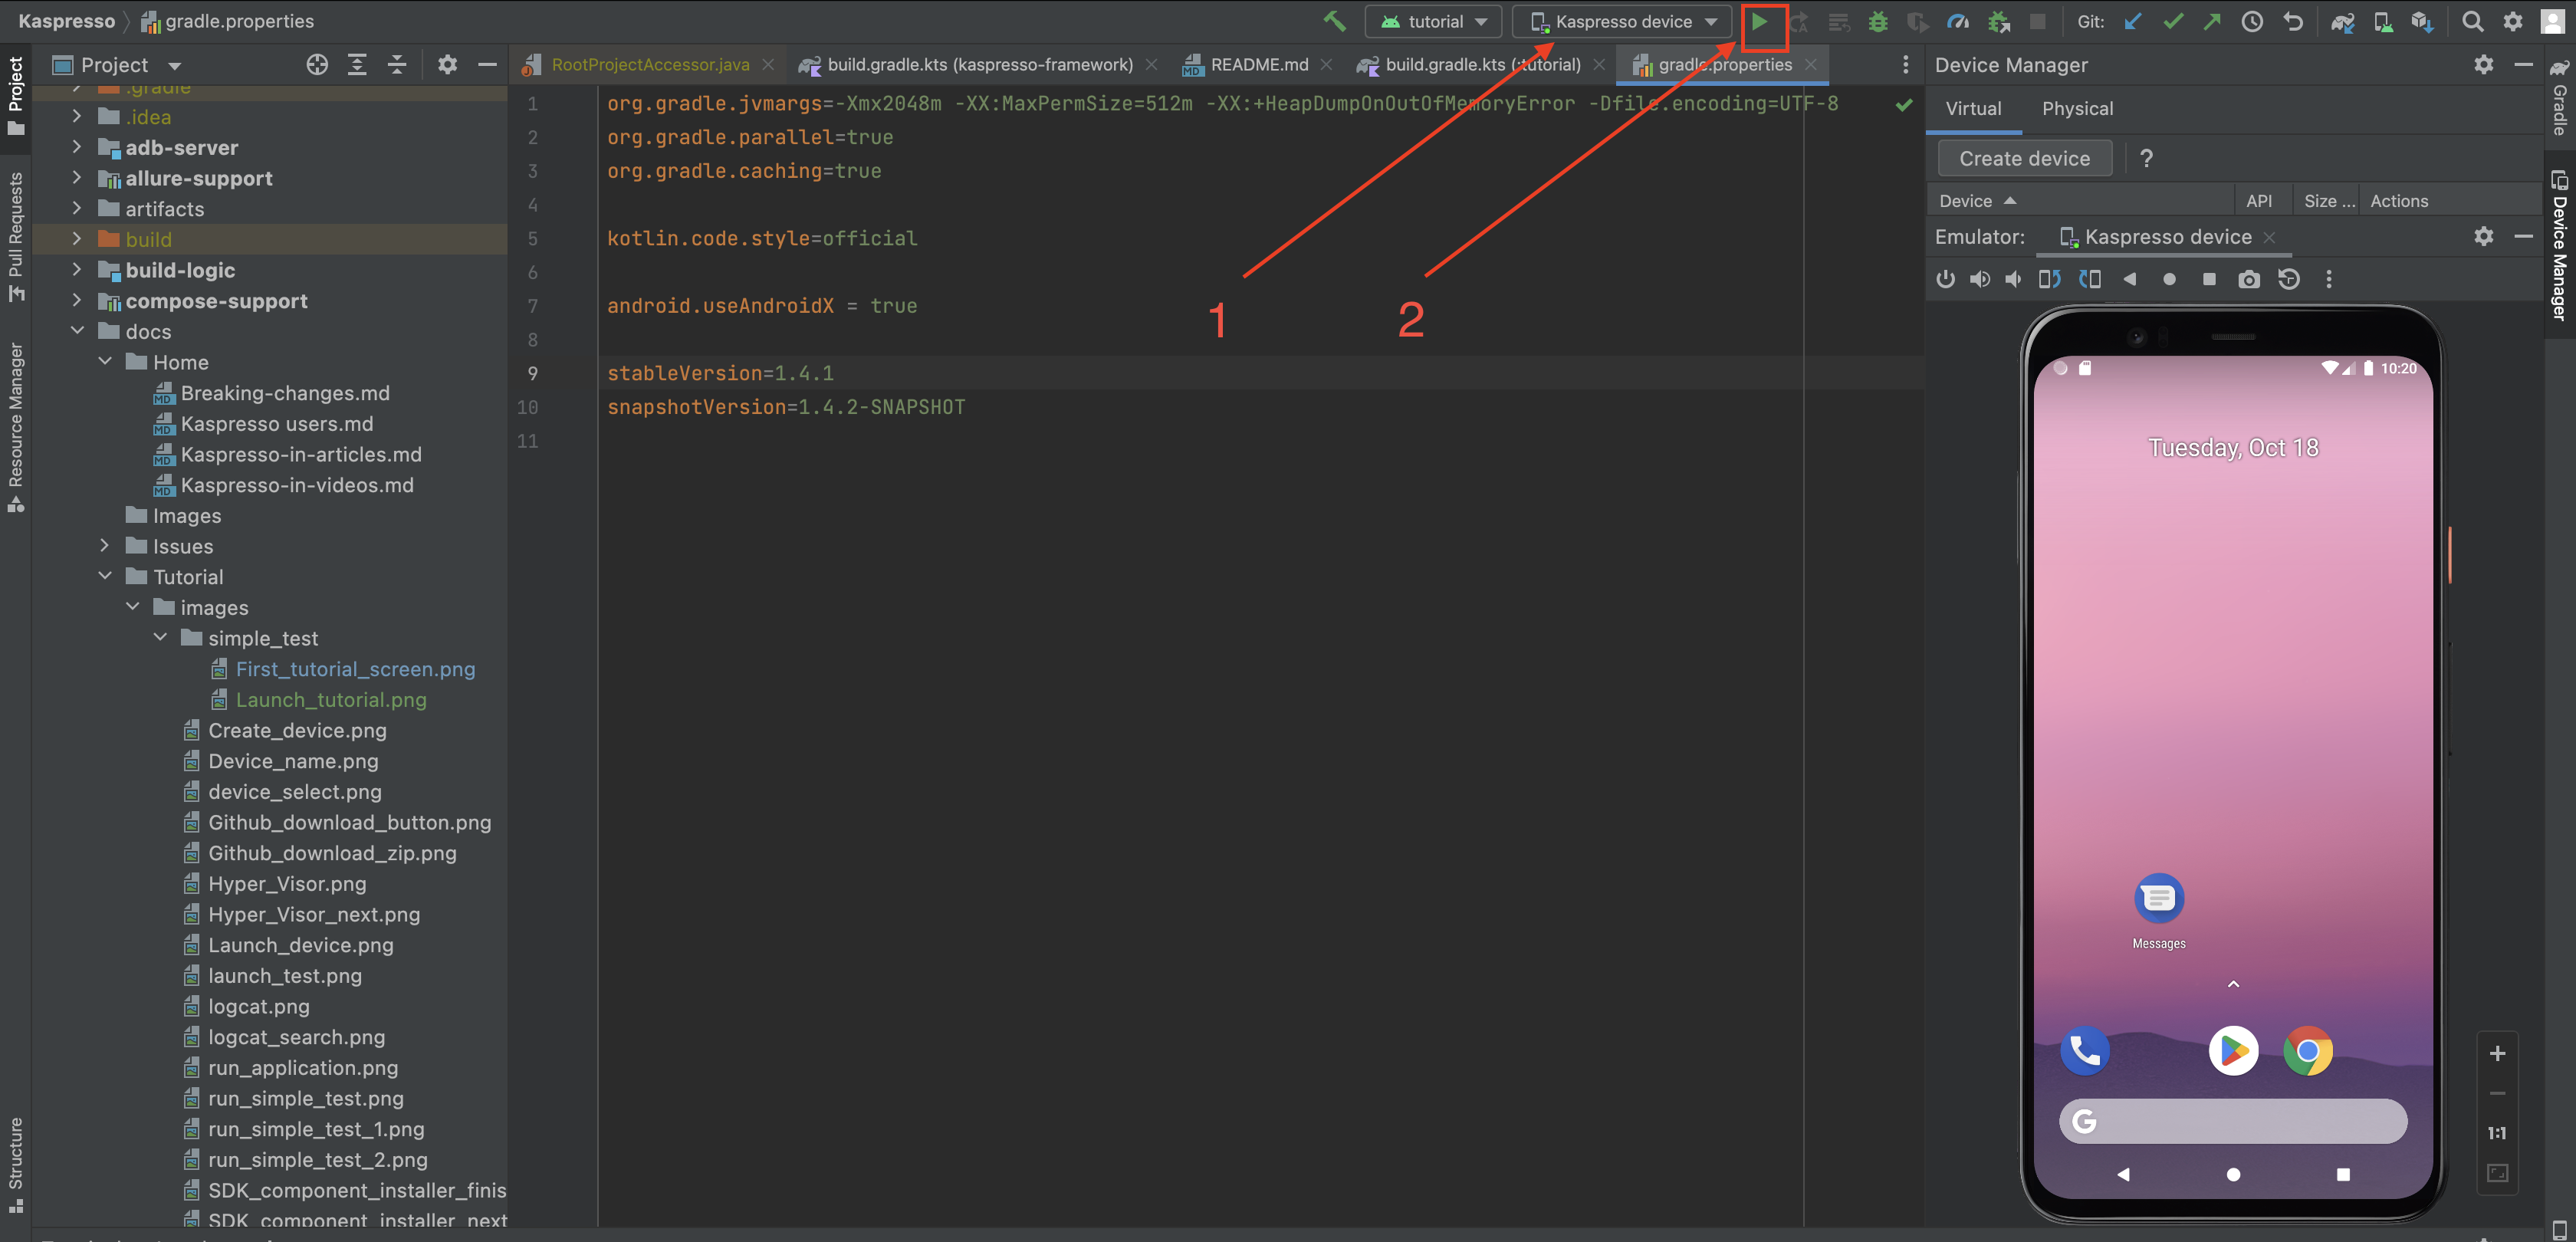 Kaspresso
gradle.properties
tutorial
Kaspresso device
Git:
Project
RootProjectAccessor.java
build.gradle.kts (kaspresso-framework)
README.md
build.gradle.kts (:tutorial)
gradle.properties
Device Manager
Project
Pull Requests
Resource Manager
Structure
.gradle
.idea
adb-server
allure-support
artifacts
build
build-logic
compose-support
docs
Home
Breaking-changes.md
Kaspresso users.md
Kaspresso-in-articles.md
Kaspresso-in-videos.md
Images
Issues
Tutorial
images
simple_test
First_tutorial_screen.png
Launch_tutorial.png
Create_device.png
Device_name.png
device_select.png
Github_download_button.png
Github_download_zip.png
Hyper_Visor.png
Hyper_Visor_next.png
Launch_device.png
launch_test.png
logcat.png
logcat_search.png
run_application.png
run_simple_test.png
run_simple_test_1.png
run_simple_test_2.png
SDK_component_installer_finis
SDK_component_installer_next
1 org.gradle.jvmargs=-Xmx2048m -XX:MaxPermSize=512m -XX:+HeapDumpOnOutOfMemoryError -Dfile.encoding=UTF-8
2 org.gradle.parallel=true
3 org.gradle.caching=true
4
5 kotlin.code.style=official
6
7 android.useAndroidX = true
8
9 stableVersion=1.4.1
10 snapshotVersion=1.4.2-SNAPSHOT
11
1
2
Virtual
Physical
Create device
?
Device
API
Size ...
Actions
Emulator:
Kaspresso device
10:20
Tuesday, Oct 18
Messages
G
1:1
Gradle
Device Manager